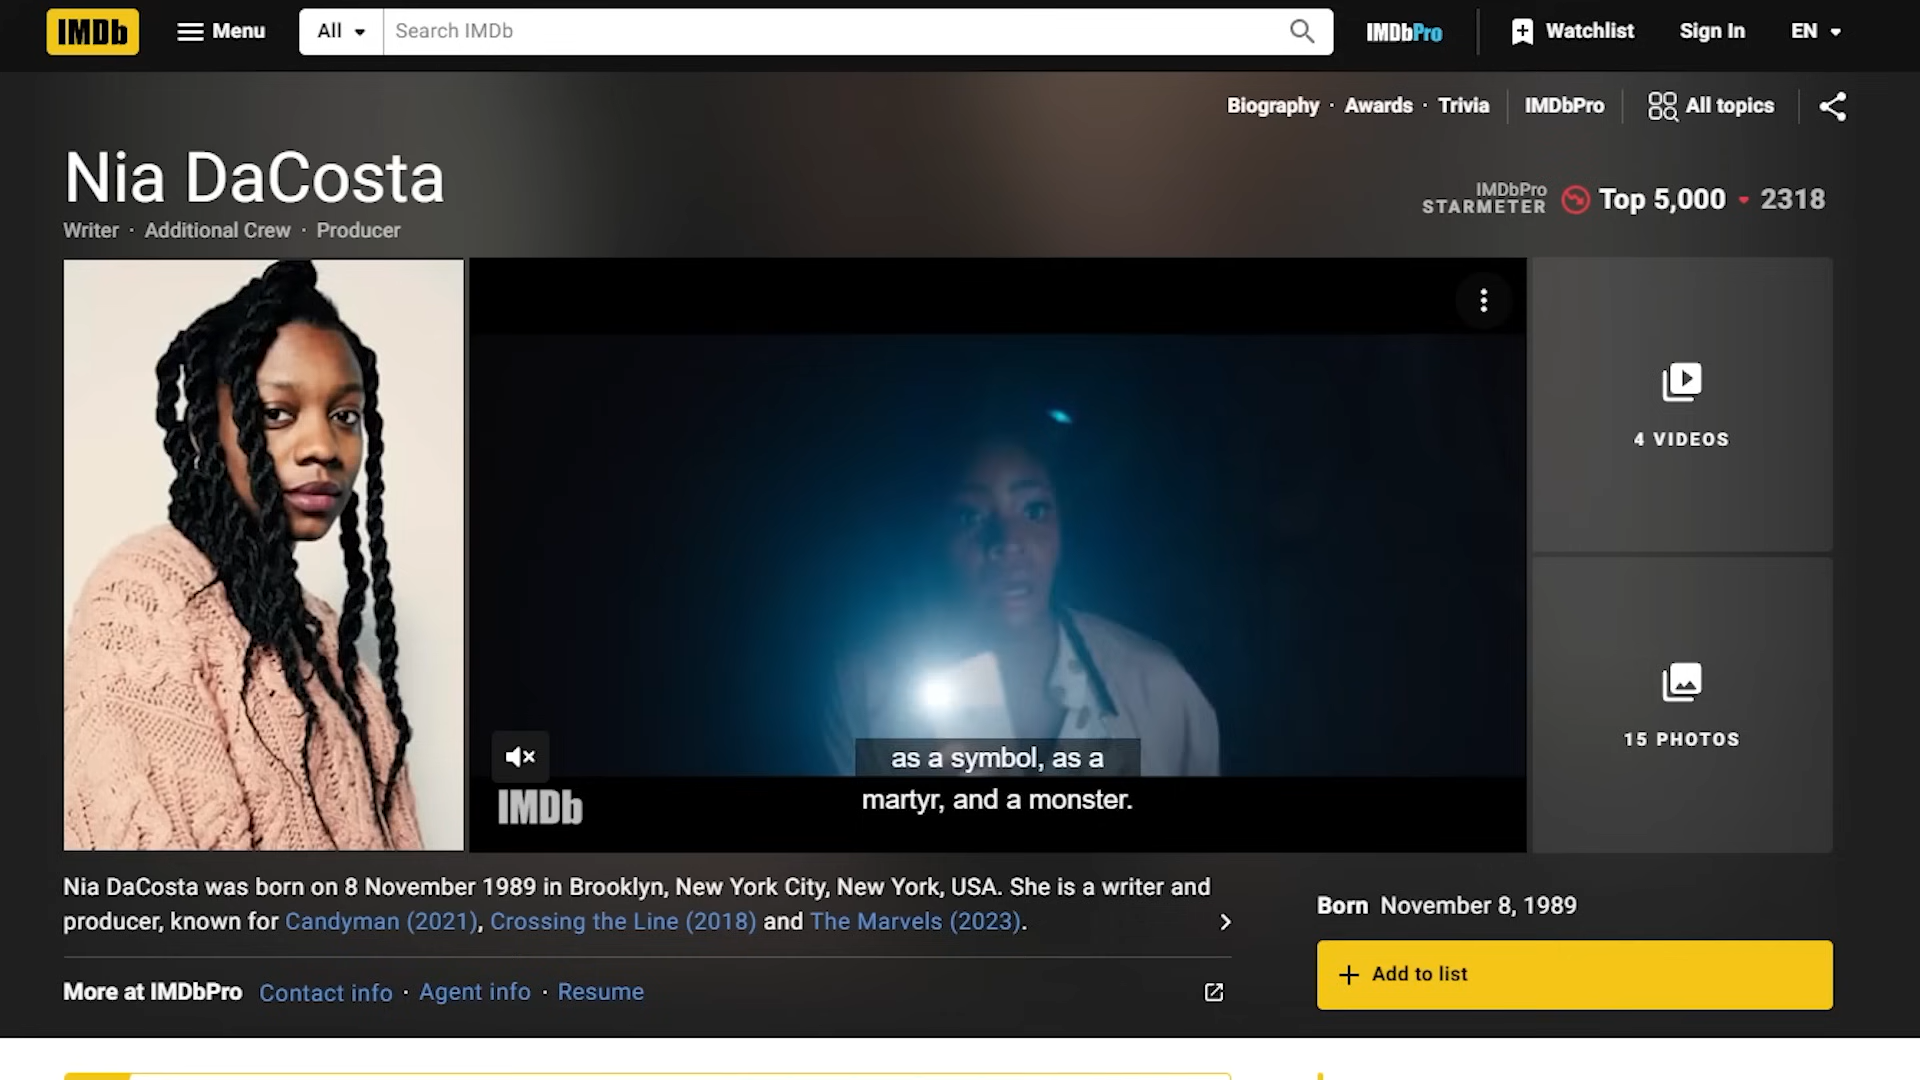 IMDb Menu All Search IMDb IMDbPro Watchlist Sign In EN
Biography · Awards · Trivia IMDbPro All topics
Nia DaCosta
Writer · Additional Crew · Producer
IMDbPro
STARMETER
Top 5,000 2318
4 VIDEOS
as a symbol, as a
martyr, and a monster.
IMDb
15 PHOTOS
Nia DaCosta was born on 8 November 1989 in Brooklyn, New York City, New York, USA. She is a writer and
producer, known for Candyman (2021), Crossing the Line (2018) and The Marvels (2023).
Born November 8, 1989
Add to list
More at IMDbPro Contact info · Agent info · Resume